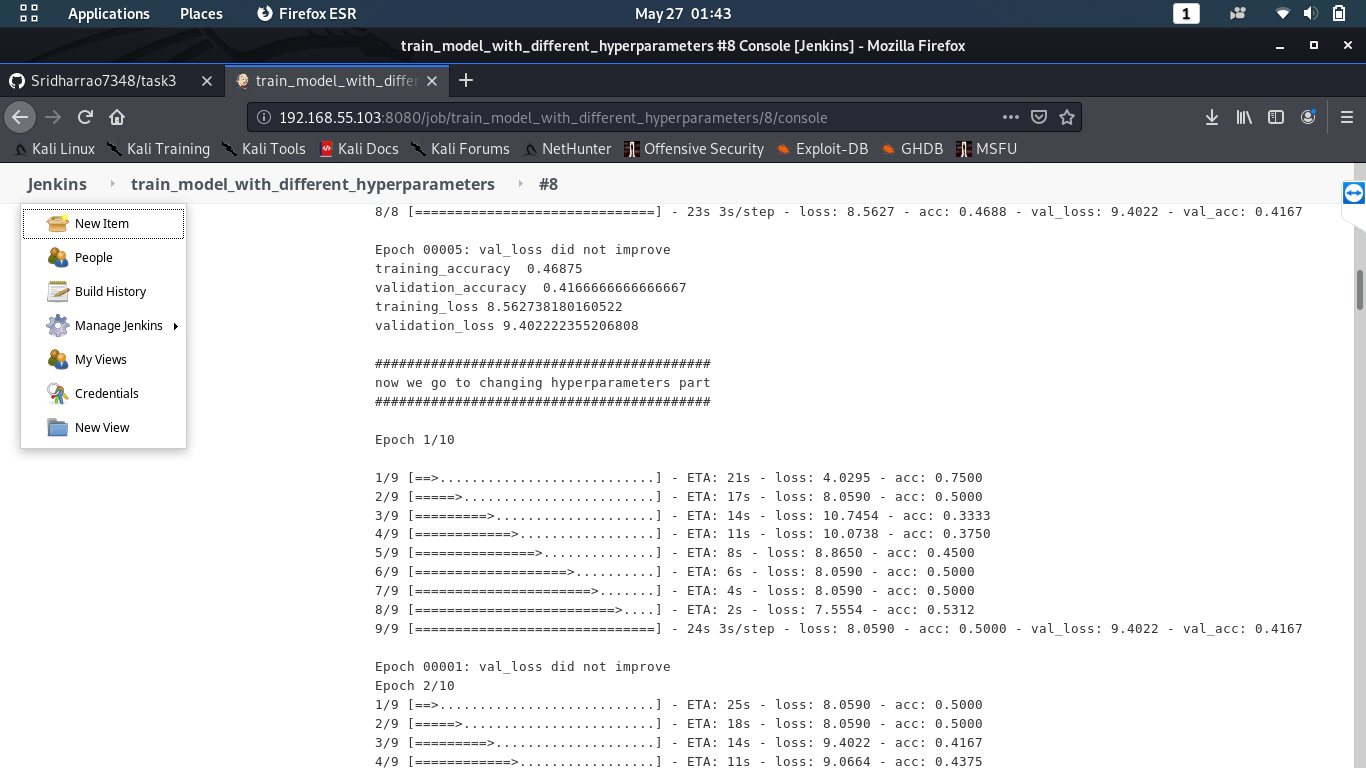 Applications Places Firefox ESR May 27 01:43 1
train_model_with_different_hyperparameters #8 Console [Jenkins] - Mozilla Firefox
Sridharrao7348/task3 train_model_with_differ
192.168.55.103:8080/job/train_model_with_different_hyperparameters/8/console
Kali Linux Kali Training Kali Tools Kali Docs Kali Forums NetHunter Offensive Security Exploit-DB GHDB MSFU
Jenkins train_model_with_different_hyperparameters #8
New Item
People
Build History
Manage Jenkins
My Views
Credentials
New View
8/8 [==============================] - 23s 3s/step - loss: 8.5627 - acc: 0.4688 - val_loss: 9.4022 - val_acc: 0.4167
Epoch 00005: val_loss did not improve
training_accuracy  0.46875
validation_accuracy  0.4166666666666667
training_loss 8.562738180160522
validation_loss 9.402222355206808
##########################################
now we go to changing hyperparameters part
##########################################
Epoch 1/10
1/9 [==>...........................] - ETA: 21s - loss: 4.0295 - acc: 0.7500
2/9 [=====>........................] - ETA: 17s - loss: 8.0590 - acc: 0.5000
3/9 [=========>....................] - ETA: 14s - loss: 10.7454 - acc: 0.3333
4/9 [============>.................] - ETA: 11s - loss: 10.0738 - acc: 0.3750
5/9 [===============>..............] - ETA: 8s - loss: 8.8650 - acc: 0.4500
6/9 [===================>..........] - ETA: 6s - loss: 8.0590 - acc: 0.5000
7/9 [======================>.......] - ETA: 4s - loss: 8.0590 - acc: 0.5000
8/9 [=========================>....] - ETA: 2s - loss: 7.5554 - acc: 0.5312
9/9 [==============================] - 24s 3s/step - loss: 8.0590 - acc: 0.5000 - val_loss: 9.4022 - val_acc: 0.4167
Epoch 00001: val_loss did not improve
Epoch 2/10
1/9 [==>...........................] - ETA: 25s - loss: 8.0590 - acc: 0.5000
2/9 [=====>........................] - ETA: 18s - loss: 8.0590 - acc: 0.5000
3/9 [=========>....................] - ETA: 14s - loss: 9.4022 - acc: 0.4167
4/9 [============>.................] - ETA: 11s - loss: 9.0664 - acc: 0.4375